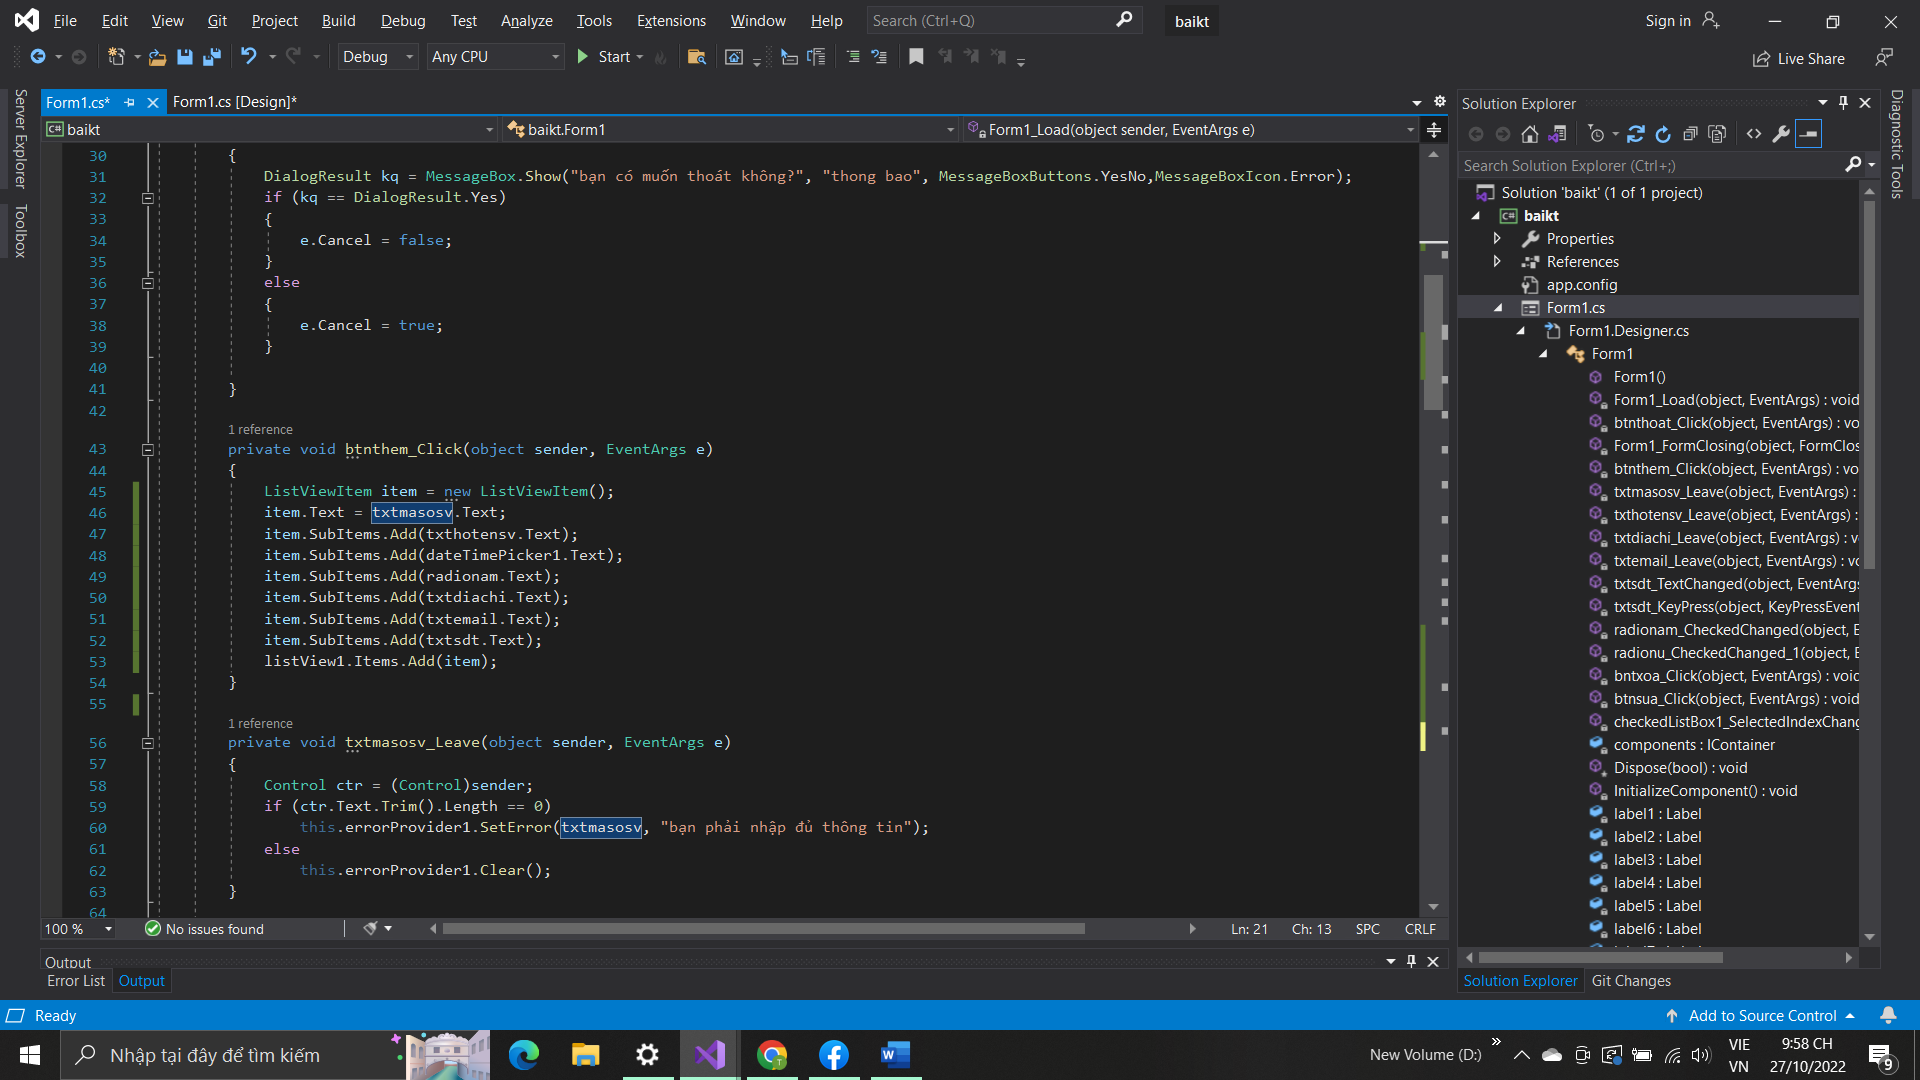 File Edit View Git Project Build Debug Test Analyze Tools Extensions Window Help Search (Ctrl+Q) baikt Sign in
Debug Any CPU Start Live Share
Server Explorer
Toolbox
Form1.cs* Form1.cs [Design]*
baikt baikt.Form1 Form1_Load(object sender, EventArgs e)
30 {
31 DialogResult kq = MessageBox.Show("bạn có muốn thoát không?", "thong bao", MessageBoxButtons.YesNo,MessageBoxIcon.Error);
32 if (kq == DialogResult.Yes)
33 {
34 e.Cancel = false;
35 }
36 else
37 {
38 e.Cancel = true;
39 }
40
41 }
42
1 reference
43 private void btnthem_Click(object sender, EventArgs e)
44 {
45 ListViewItem item = new ListViewItem();
46 item.Text = txtmasosv.Text;
47 item.SubItems.Add(txthotensv.Text);
48 item.SubItems.Add(dateTimePicker1.Text);
49 item.SubItems.Add(radionam.Text);
50 item.SubItems.Add(txtdiachi.Text);
51 item.SubItems.Add(txtemail.Text);
52 item.SubItems.Add(txtsdt.Text);
53 listView1.Items.Add(item);
54 }
55
1 reference
56 private void txtmasosv_Leave(object sender, EventArgs e)
57 {
58 Control ctr = (Control)sender;
59 if (ctr.Text.Trim().Length == 0)
60 this.errorProvider1.SetError(txtmasosv, "bạn phải nhập đủ thông tin");
61 else
62 this.errorProvider1.Clear();
63 }
64
100 % No issues found Ln: 21 Ch: 13 SPC CRLF
Output
Error List Output
Solution Explorer
Search Solution Explorer (Ctrl+;)
Solution 'baikt' (1 of 1 project)
C# baikt
Properties
References
app.config
Form1.cs
Form1.Designer.cs
Form1
Form1()
Form1_Load(object, EventArgs) : void
btnthoat_Click(object, EventArgs) : vo
Form1_FormClosing(object, FormClos
btnthem_Click(object, EventArgs) : vo
txtmasosv_Leave(object, EventArgs) :
txthotensv_Leave(object, EventArgs) :
txtdiachi_Leave(object, EventArgs) : v
txtemail_Leave(object, EventArgs) : vo
txtsdt_TextChanged(object, EventArgs
txtsdt_KeyPress(object, KeyPressEvent
radionam_CheckedChanged(object, E
radionu_CheckedChanged_1(object, E
bntxoa_Click(object, EventArgs) : void
btnsua_Click(object, EventArgs) : void
checkedListBox1_SelectedIndexChang
components : IContainer
Dispose(bool) : void
InitializeComponent() : void
label1 : Label
label2 : Label
label3 : Label
label4 : Label
label5 : Label
label6 : Label
Solution Explorer Git Changes
Diagnostic Tools
Ready Add to Source Control
Nhập tại đây để tìm kiếm New Volume (D:) VIE 9:58 CH
VN 27/10/2022 9